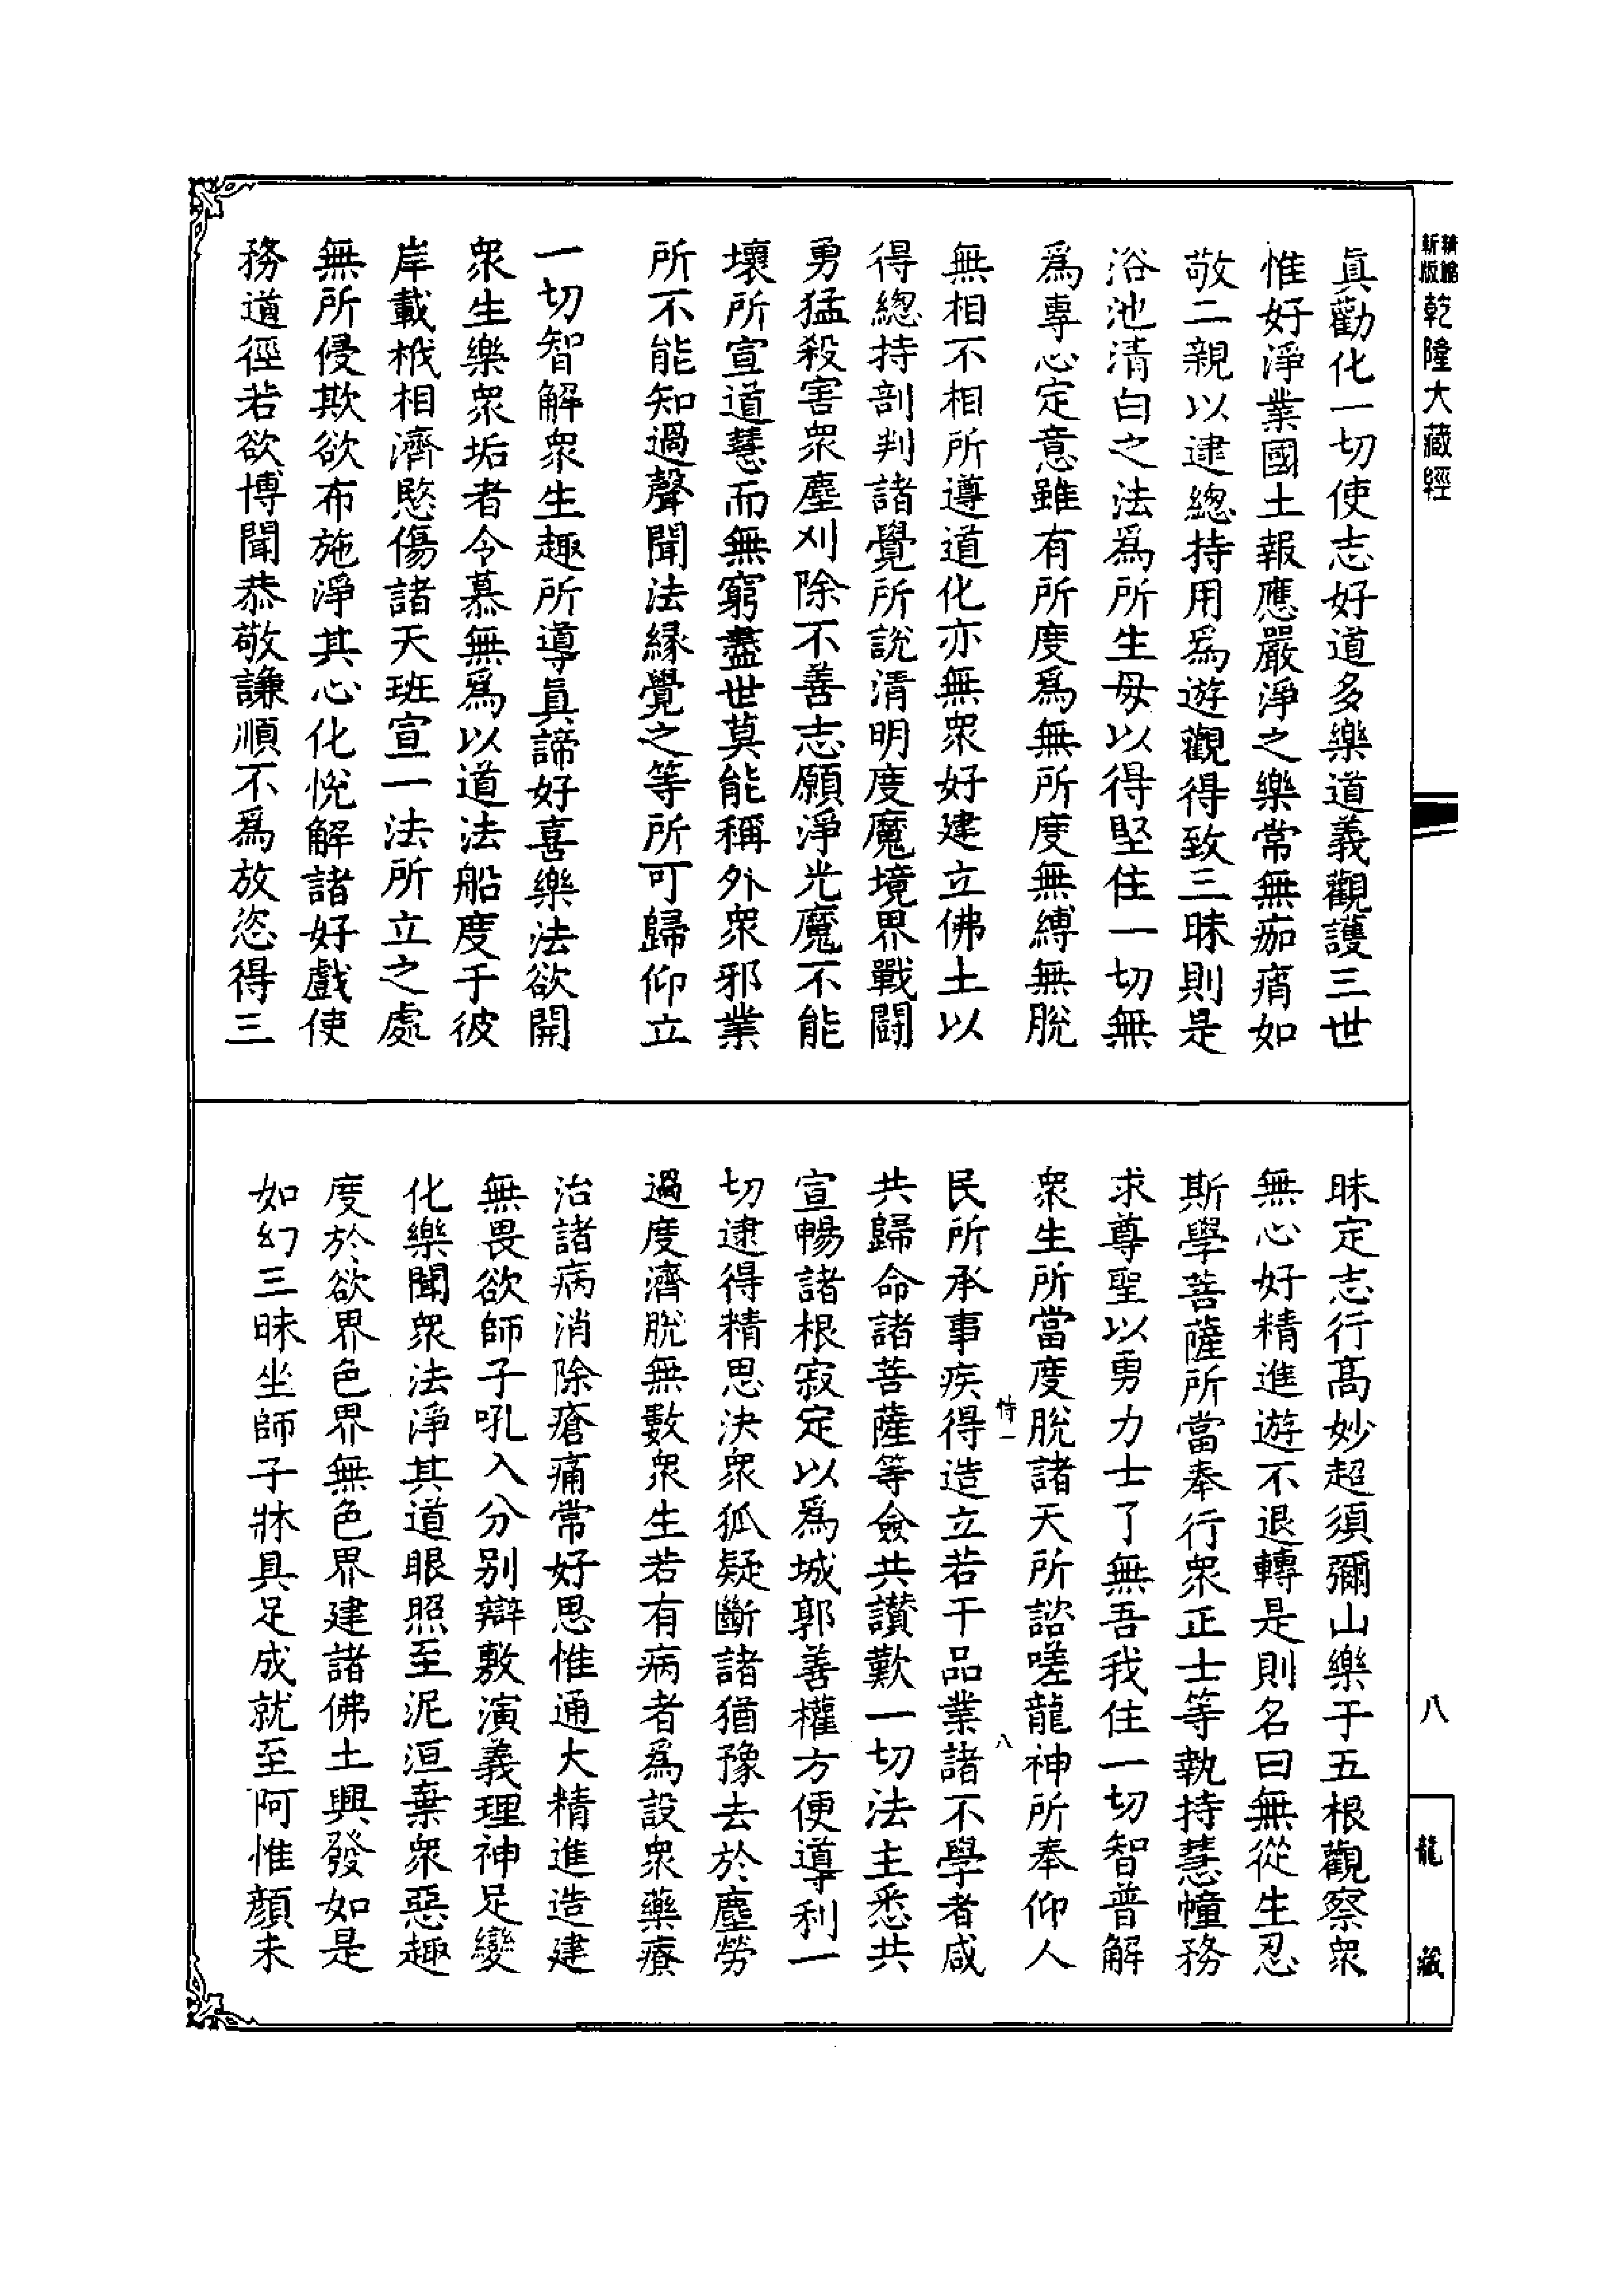 新版
乾隆大藏經
眞勸化一切使志好道多樂道義觀護三世
惟好淨業國土報應嚴淨之樂常無茄痟如
敬二親以逮總持用爲遊觀得致三昧則是
浴池清白之法爲所生母以得堅住一切無
爲專心定意雖有所度爲無所度無縛無脫
無相不相所遵道化亦無衆好建立佛土以
得總持剖判諸覺所說清明度魔境界戰鬪
勇猛殺害衆塵刈除不善志願淨光魔不能
壞所宣道慧而無窮盡世莫能稱外衆邪業
所不能知過聲聞法緣覺之等所可歸仰立
一切智解衆生趣所導眞諦好喜樂法欲開
衆生樂衆垢者令慕無爲以道法船度于彼
岸載栰相濟愍傷諸天班宣一法所立之處
無所侵欺欲布施淨其心化悅解諸好戲使
務道徑若欲博聞恭敬謙順不爲放恣得三
昧定志行高妙超須彌山樂于五根觀察衆
無心好精進遊不退轉是則名曰無從生忍
斯學菩薩所當奉行衆正士等執持慧幢務
求尊聖以勇力士了無吾我住一切智普解
衆生所當度脫諸天所諮嗟龍神所奉仰人
恃一
八
民所承事疾得造立若干品業諸不學者咸
共歸命諸菩薩等僉共讚歎一切法主悉共
宣暢諸根寂定以爲城郭善權方便導利一
切逮得精思決衆狐疑斷諸猶豫去於塵勞
過度濟脫無數衆生若有病者爲設衆藥療
治諸病消除瘡痛常好思惟通大精進造建
無畏欲師子吼入分別辯敷演義理神足變
化樂聞衆法淨其道眼照至泥洹棄衆惡趣
度於欲界色界無色界建諸佛土興發如是
如幻三昧坐師子牀具足成就至阿惟顏未
八
龍藏